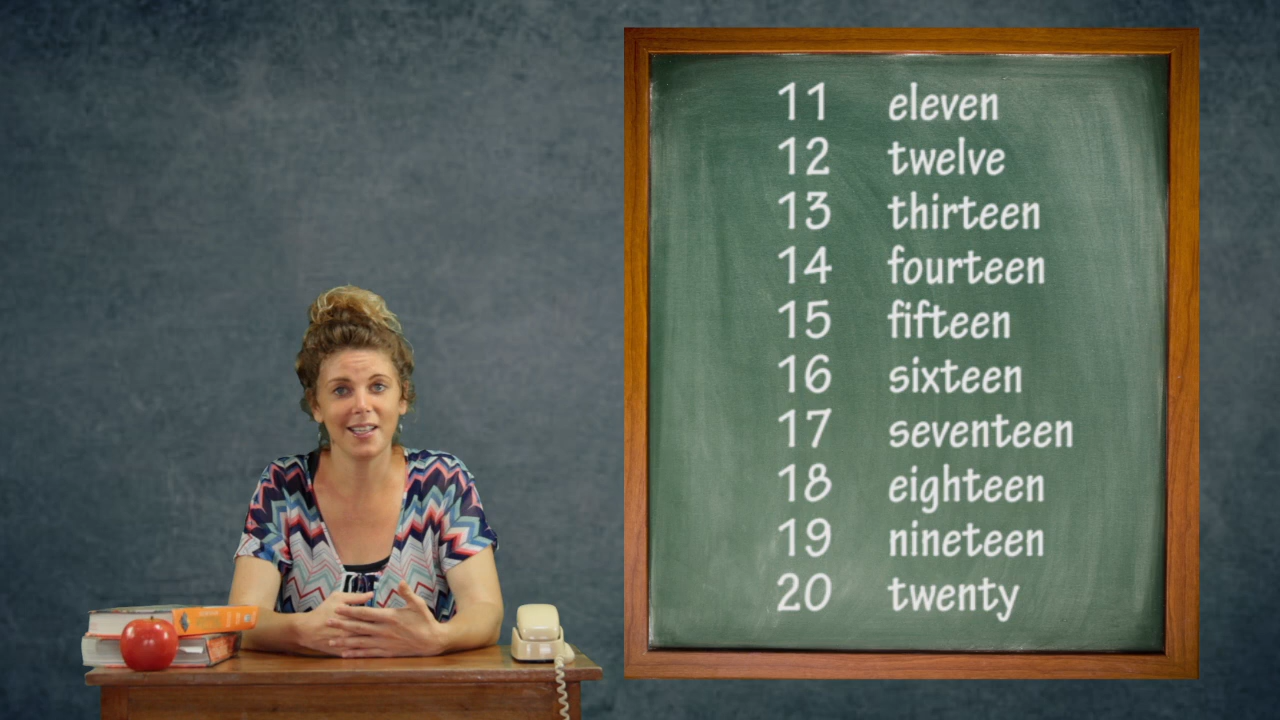 11 eleven
12 twelve
13 thirteen
14 fourteen
15 fifteen
16 sixteen
17 seventeen
18 eighteen
19 nineteen
20 twenty